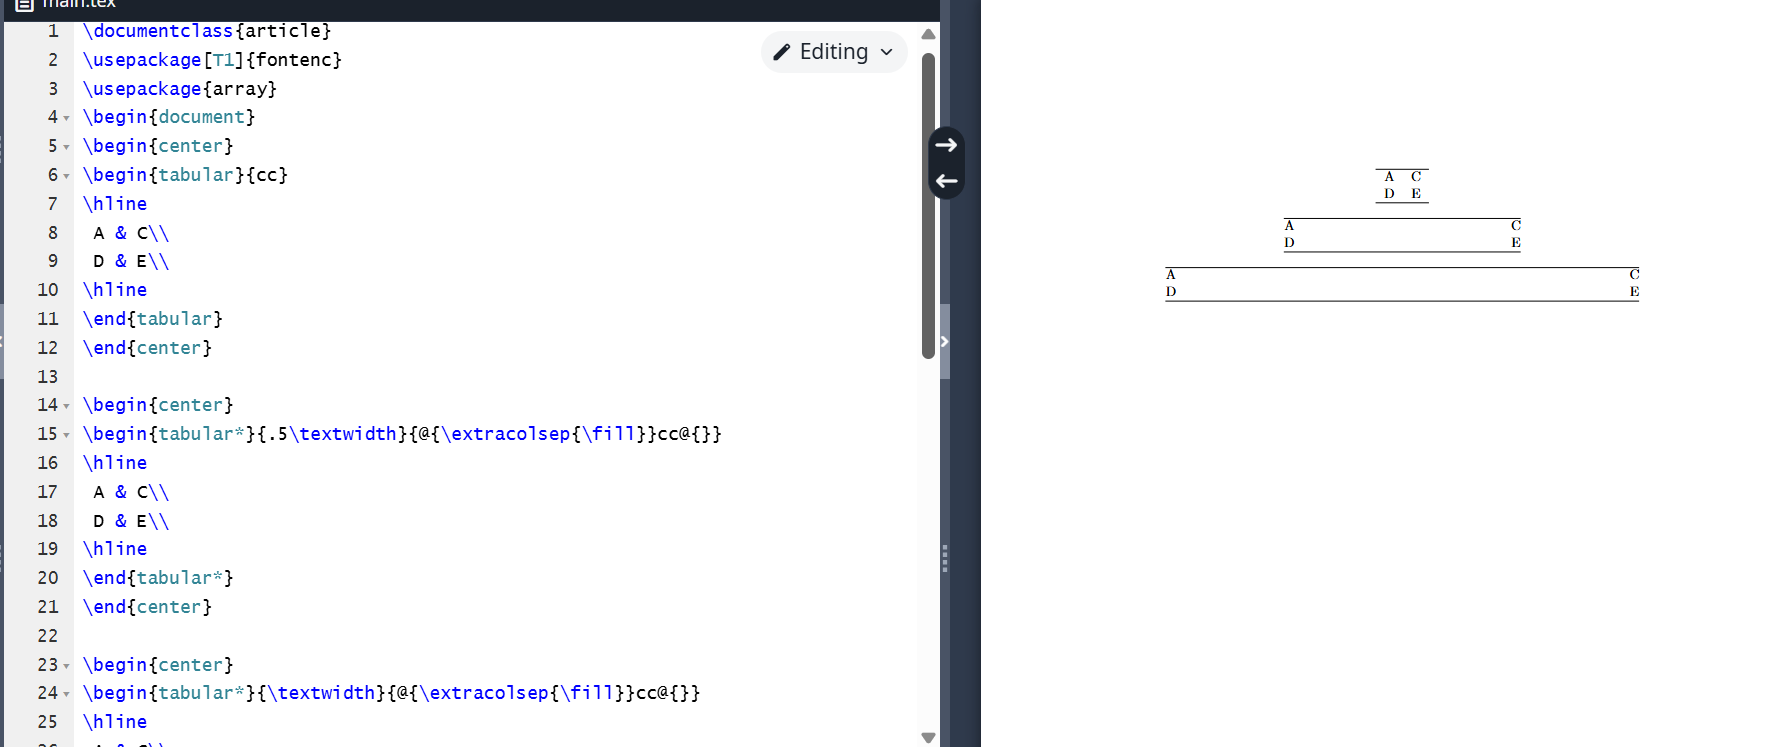 main.tex
Editing
1 \documentclass{article}
2 \usepackage[T1]{fontenc}
3 \usepackage{array}
4 \begin{document}
5 \begin{center}
6 \begin{tabular}{cc}
7 \hline
8 A & C\\
9 D & E\\
10 \hline
11 \end{tabular}
12 \end{center}
13
14 \begin{center}
15 \begin{tabular*}{.5\textwidth}{@{\extracolsep{\fill}}cc@{}}
16 \hline
17 A & C\\
18 D & E\\
19 \hline
20 \end{tabular*}
21 \end{center}
22
23 \begin{center}
24 \begin{tabular*}{\textwidth}{@{\extracolsep{\fill}}cc@{}}
25 \hline
A C
D E
A C
D E
A C
D E